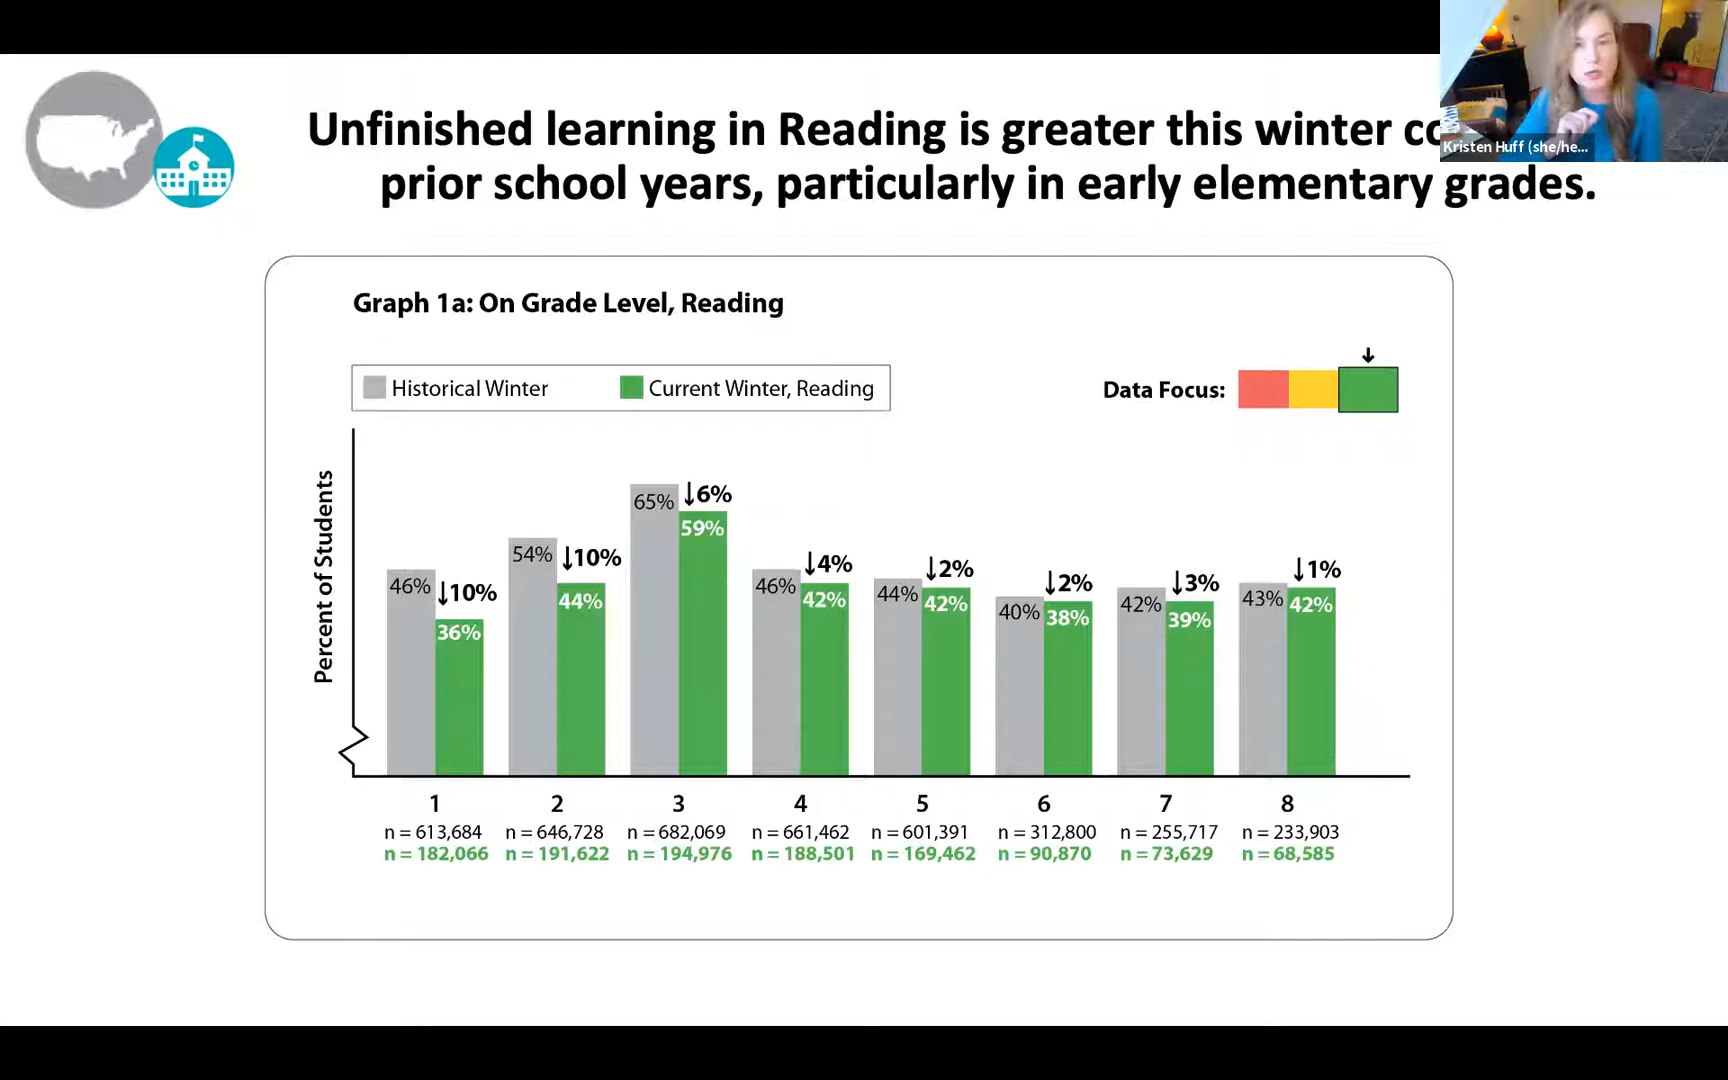 Unfinished learning in Reading is greater this winter
prior school years, particularly in early elementary grades.
Kristen Huff (she/he...
Graph 1a: On Grade Level, Reading
Historical Winter
Current Winter, Reading
Data Focus:
↓
Percent of Students
46% ↓10% 36%
54% ↓10% 44%
65% ↓6% 59%
46% ↓4% 42%
44% ↓2% 42%
40% ↓2% 38%
42% ↓3% 39%
43% ↓1% 42%
1 2 3 4 5 6 7 8
n = 613,684 n = 646,728 n = 682,069 n = 661,462 n = 601,391 n = 312,800 n = 255,717 n = 233,903
n = 182,066 n = 191,622 n = 194,976 n = 188,501 n = 169,462 n = 90,870 n = 73,629 n = 68,585